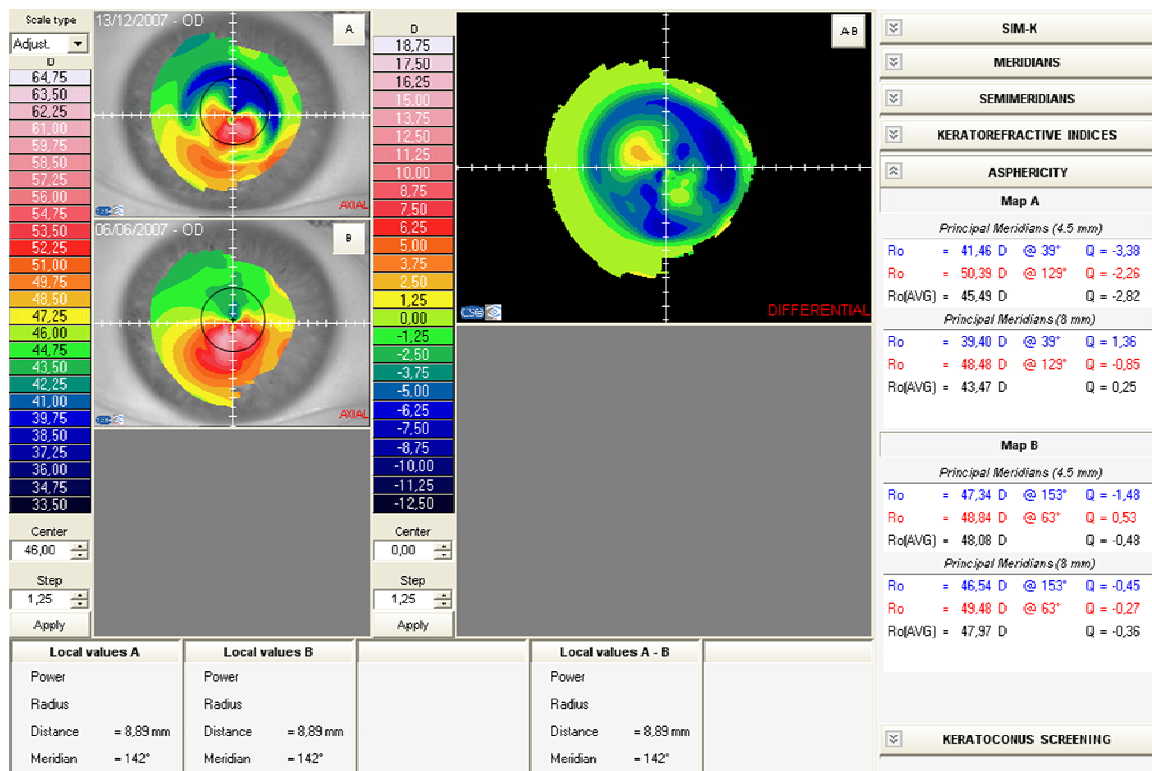 Scale type
Adjust.
D
64,75
63,50
62,25
61,00
59,75
58,50
57,25
56,00
54,75
53,50
52,25
51,00
49,75
48,50
47,25
46,00
44,75
43,50
42,25
41,00
39,75
38,50
37,25
36,00
34,75
33,50
Center
46,00
Step
1,25
Apply
13/12/2007 - OD
A
CSO
AXIAL
06/06/2007 - OD
B
CSO
AXIAL
D
18,75
17,50
16,25
15,00
13,75
12,50
11,25
10,00
8,75
7,50
6,25
5,00
3,75
2,50
1,25
0,00
-1,25
-2,50
-3,75
-5,00
-6,25
-7,50
-8,75
-10,00
-11,25
-12,50
Center
0,00
Step
1,25
Apply
A-B
CSO
DIFFERENTIAL
SIM-K
MERIDIANS
SEMIMERIDIANS
KERATOREFRACTIVE INDICES
ASPHERICITY
Map A
Principal Meridians (4.5 mm)
Ro = 41,46 D @ 39° Q = -3,38
Ro = 50,39 D @ 129° Q = -2,26
Ro(AVG) = 45,49 D Q = -2,82
Principal Meridians (8 mm)
Ro = 39,40 D @ 39° Q = 1,36
Ro = 48,48 D @ 129° Q = -0,85
Ro(AVG) = 43,47 D Q = 0,25
Map B
Principal Meridians (4.5 mm)
Ro = 47,34 D @ 153° Q = -1,48
Ro = 48,84 D @ 63° Q = 0,53
Ro(AVG) = 48,08 D Q = -0,48
Principal Meridians (8 mm)
Ro = 46,54 D @ 153° Q = -0,45
Ro = 49,48 D @ 63° Q = -0,27
Ro(AVG) = 47,97 D Q = -0,36
KERATOCONUS SCREENING
Local values A
Power
Radius
Distance = 8,89 mm
Meridian = 142°
Local values B
Power
Radius
Distance = 8,89 mm
Meridian = 142°
Local values A - B
Power
Radius
Distance = 8,89 mm
Meridian = 142°